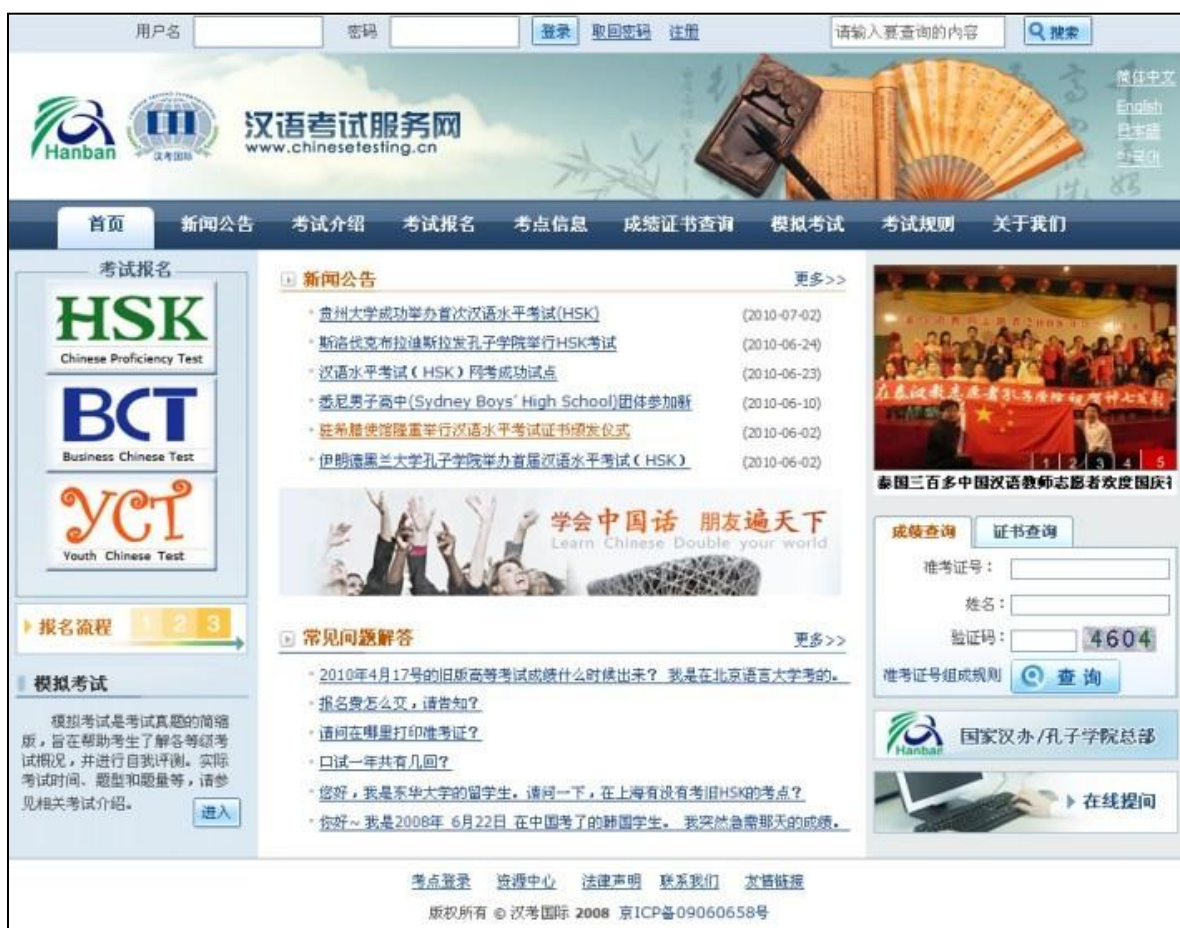 用户名 密码 登录 取回密码 注册 请输入要查询的内容 搜索
Hanban
汉考国际
汉语考试服务网
www.chinesetesting.cn
简体中文
English
日本語
한국어
首页 新闻公告 考试介绍 考试报名 考点信息 成绩证书查询 模拟考试 考试规则 关于我们
考试报名
HSK
Chinese Proficiency Test
BCT
Business Chinese Test
YCT
Youth Chinese Test
报名流程 1 2 3
模拟考试
模拟考试是考试真题的简缩
版，旨在帮助考生了解各等级考
试概况，并进行自我评测。实际
考试时间、题型和题量等，请参
见相关考试介绍。
进入
新闻公告 更多>>
贵州大学成功举办首次汉语水平考试(HSK) (2010-07-02)
斯洛伐克布拉迪斯拉发孔子学院举行HSK考试 (2010-06-24)
汉语水平考试（HSK）网考成功试点 (2010-06-23)
悉尼男子高中(Sydney Boys' High School)团体参加新 (2010-06-10)
驻希腊使馆隆重举行汉语水平考试证书颁发仪式 (2010-06-02)
伊朗德黑兰大学孔子学院举办首届汉语水平考试（HSK） (2010-06-02)
学会中国话 朋友遍天下
Learn Chinese Double your world
常见问题解答 更多>>
2010年4月17号的旧版高等考试成绩什么时候出来？ 我是在北京语言大学考的。
报名费怎么交，请告知？
请问在哪里打印准考证？
口试一年共有几回？
您好，我是东华大学的留学生。请问一下，在上海有没有考旧HSK的考点？
你好~ 我是2008年 6月22日 在中国考了的韩国学生。 我突然急需那天的成绩。
1 2 3 4 5
泰国三百多中国汉语教师志愿者欢度国庆
成绩查询 证书查询
准考证号：
姓名：
验证码： 4604
准考证号组成规则 查询
Hanban 国家汉办/孔子学院总部
在线提问
考点登录 资源中心 法律声明 联系我们 友情链接
版权所有 © 汉考国际 2008 京ICP备09060658号